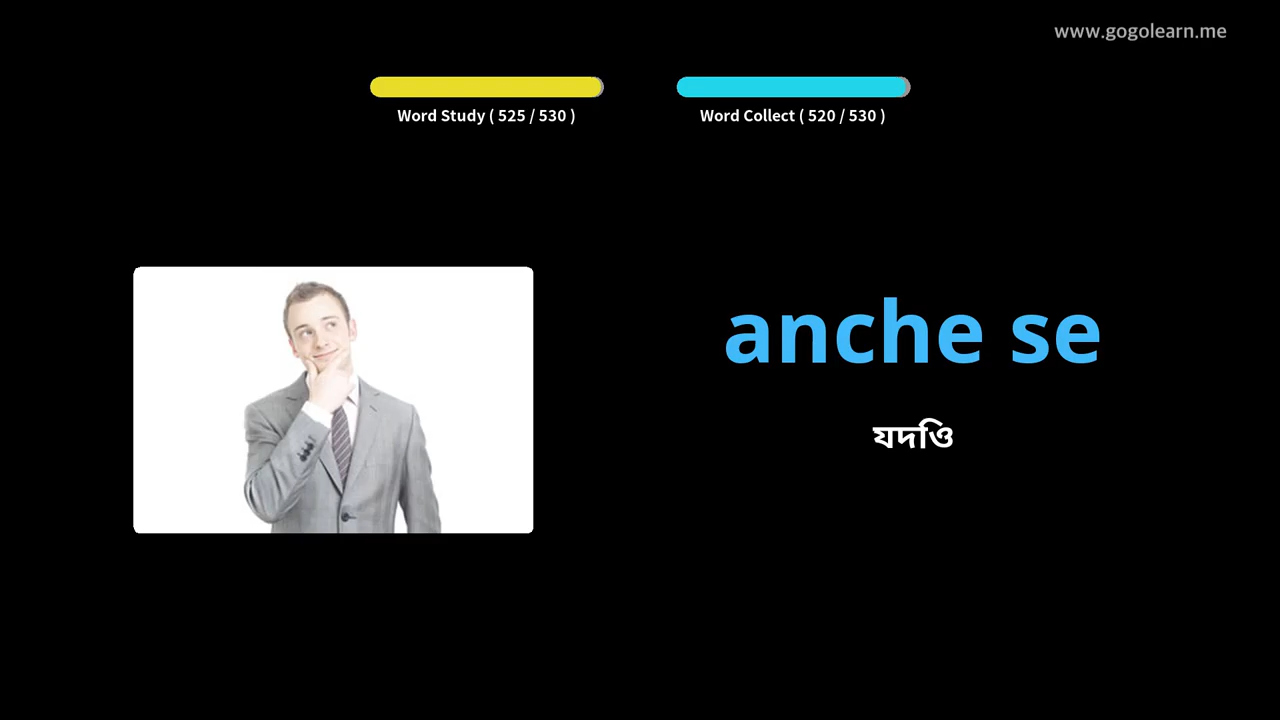 www.gogolearn.me
Word Study ( 525 / 530 )
Word Collect ( 520 / 530 )
anche se
যদিও